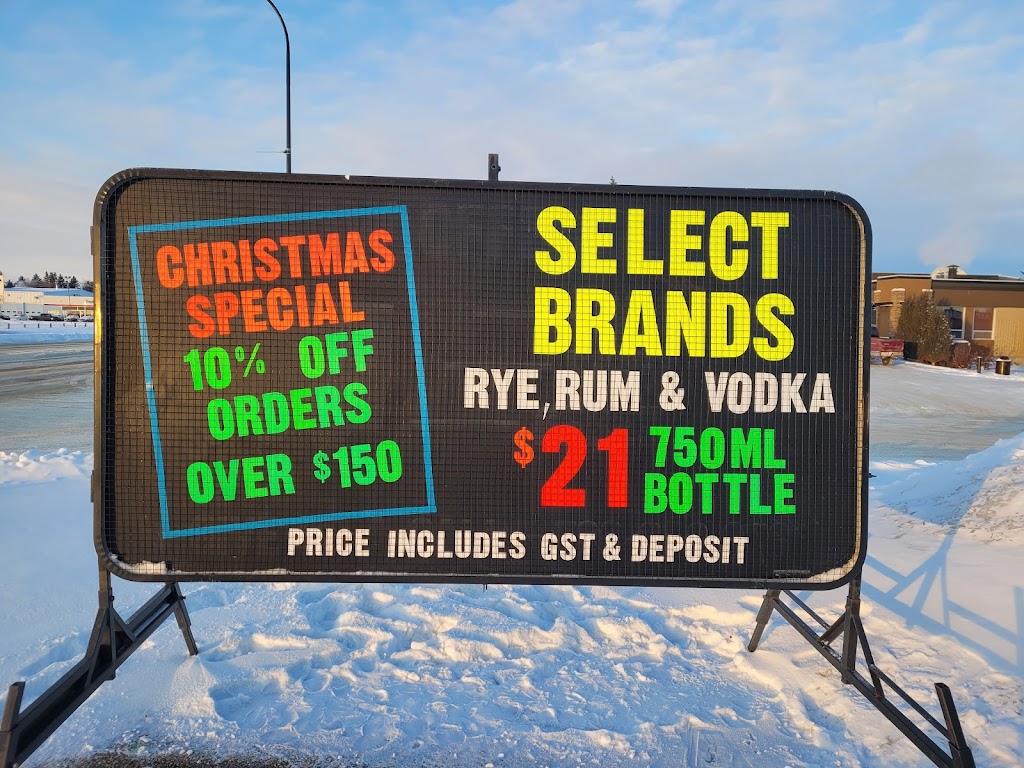 CHRISTMAS
SPECIAL
10% OFF
ORDERS
OVER $150
SELECT
BRANDS
RYE, RUM & VODKA
$21 750ML
BOTTLE
PRICE INCLUDES GST & DEPOSIT